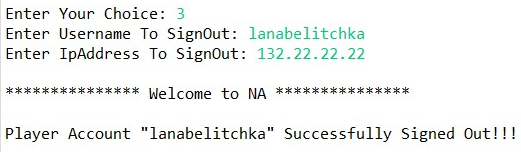 Enter Your Choice: 3
Enter Username To SignOut: lanabelitchka
Enter IpAddress To SignOut: 132.22.22.22
*************** Welcome to NA ***************
Player Account "lanabelitchka" Successfully Signed Out!!!